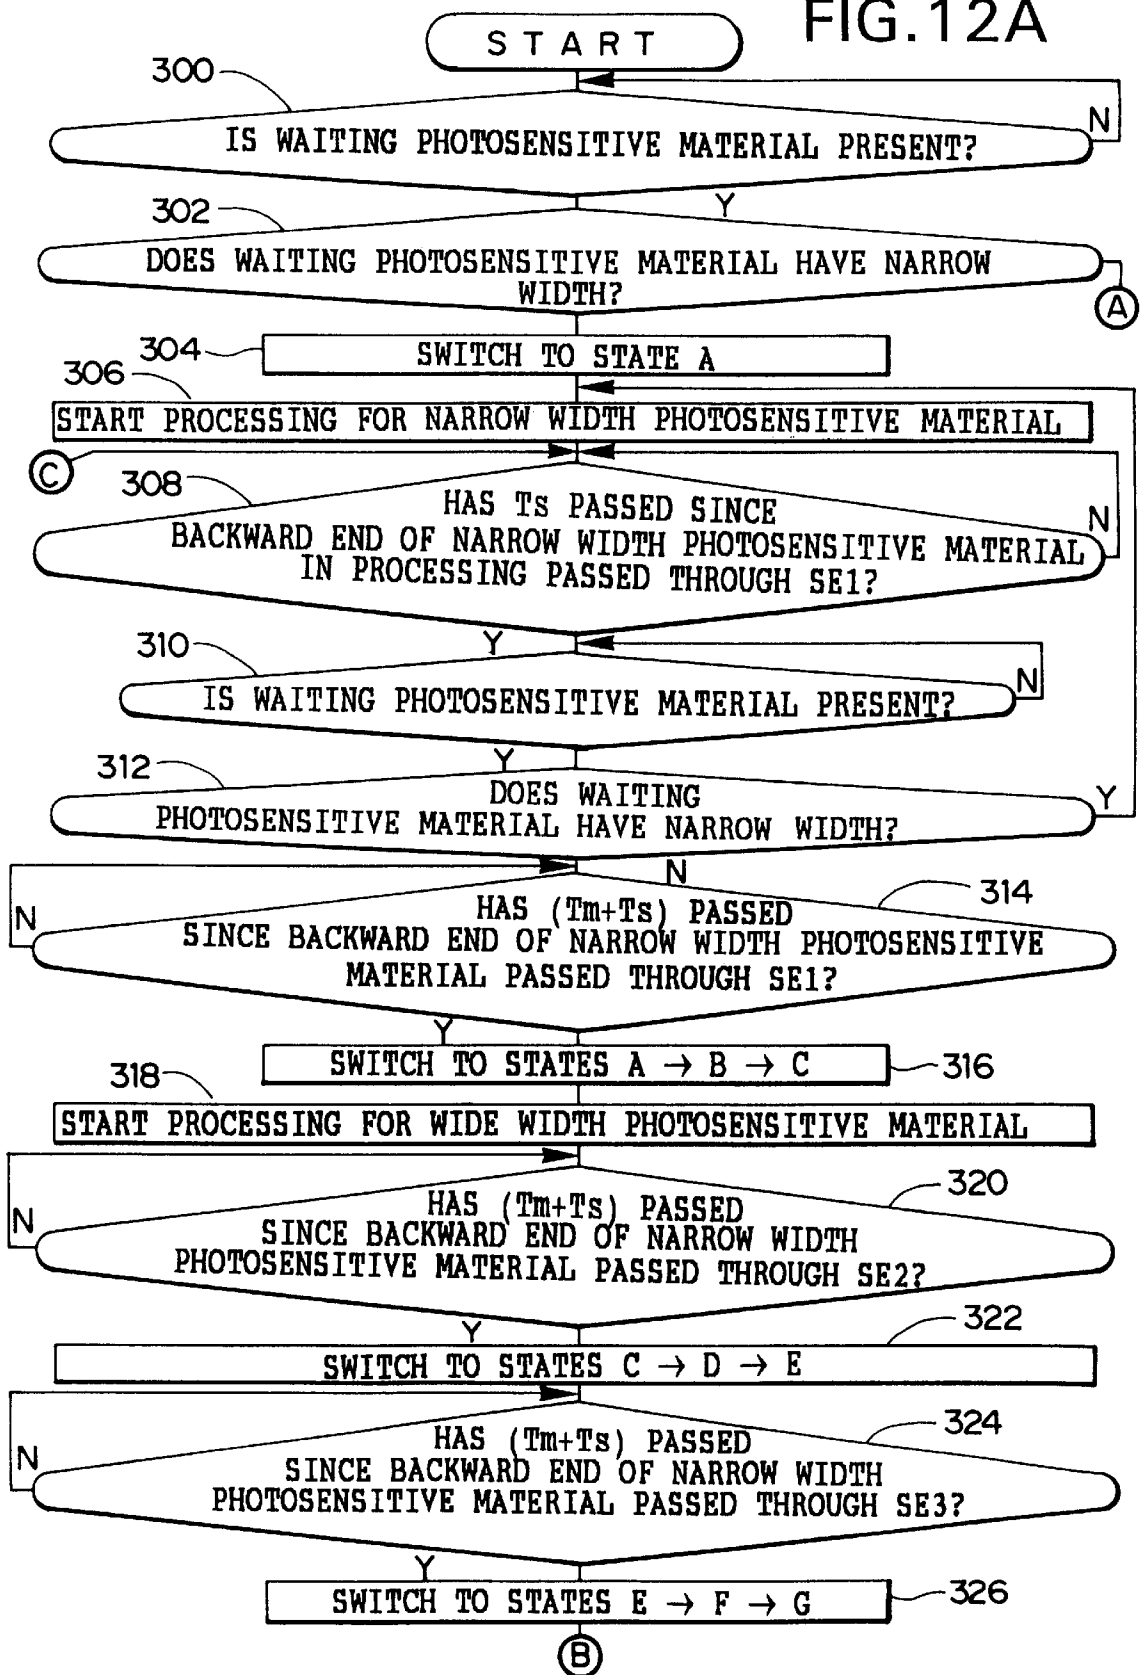 FIG.12A
START
300
N
IS WAITING PHOTOSENSITIVE MATERIAL PRESENT?
302
Y
DOES WAITING PHOTOSENSITIVE MATERIAL HAVE NARROW
WIDTH?
A
304
SWITCH TO STATE A
306
START PROCESSING FOR NARROW WIDTH PHOTOSENSITIVE MATERIAL
C
308
HAS Ts PASSED SINCE
N
BACKWARD END OF NARROW WIDTH PHOTOSENSITIVE MATERIAL
IN PROCESSING PASSED THROUGH SE1?
310
Y
N
IS WAITING PHOTOSENSITIVE MATERIAL PRESENT?
312
Y
DOES WAITING
Y
PHOTOSENSITIVE MATERIAL HAVE NARROW WIDTH?
N
314
N
HAS (Tm+Ts) PASSED
SINCE BACKWARD END OF NARROW WIDTH PHOTOSENSITIVE
MATERIAL PASSED THROUGH SE1?
Y
SWITCH TO STATES A → B → C
316
318
START PROCESSING FOR WIDE WIDTH PHOTOSENSITIVE MATERIAL
320
N
HAS (Tm+Ts) PASSED
SINCE BACKWARD END OF NARROW WIDTH
PHOTOSENSITIVE MATERIAL PASSED THROUGH SE2?
322
Y
SWITCH TO STATES C → D → E
324
N
HAS (Tm+Ts) PASSED
SINCE BACKWARD END OF NARROW WIDTH
PHOTOSENSITIVE MATERIAL PASSED THROUGH SE3?
Y
SWITCH TO STATES E → F → G
326
B